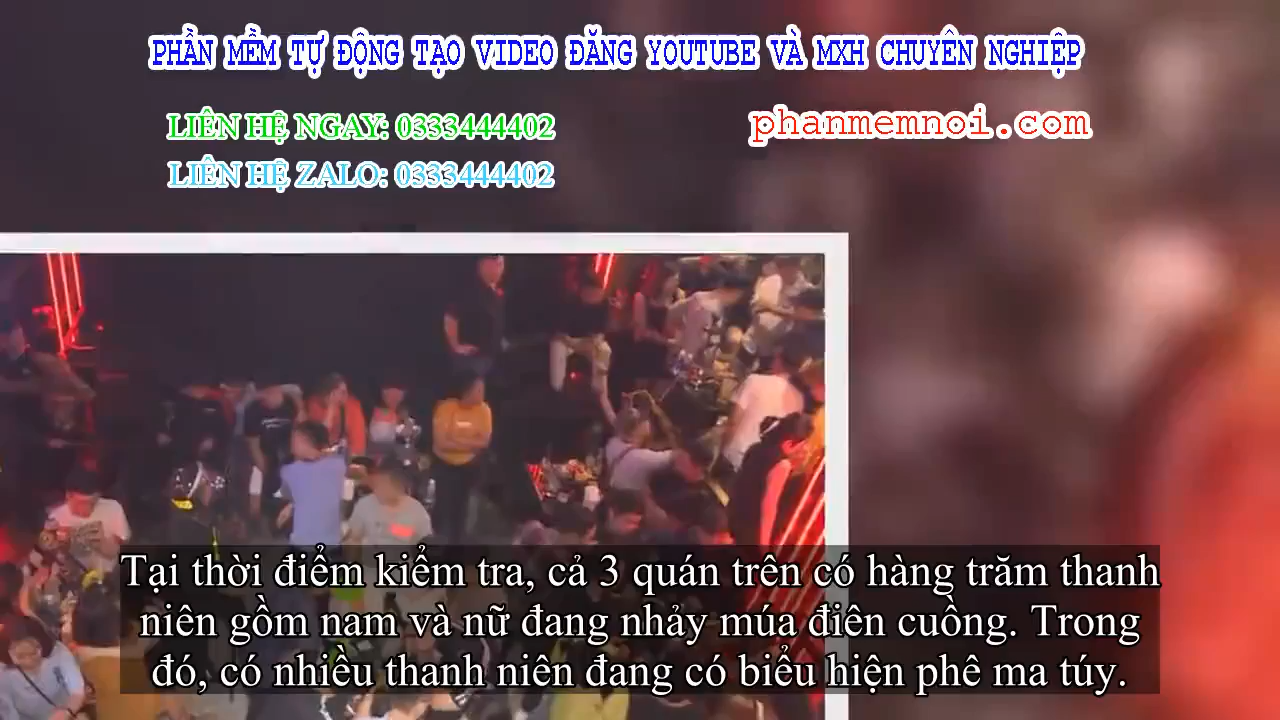 PHẦN MỀM TỰ ĐỘNG TẠO VIDEO ĐĂNG YOUTUBE VÀ MXH CHUYÊN NGHIỆP
LIÊN HỆ NGAY: 0333444402
phanmemnoi.com
LIÊN HỆ ZALO: 0333444402
Tại thời điểm kiểm tra, cả 3 quán trên có hàng trăm thanh
niên gồm nam và nữ đang nhảy múa điên cuồng. Trong
đó, có nhiều thanh niên đang có biểu hiện phê ma túy.